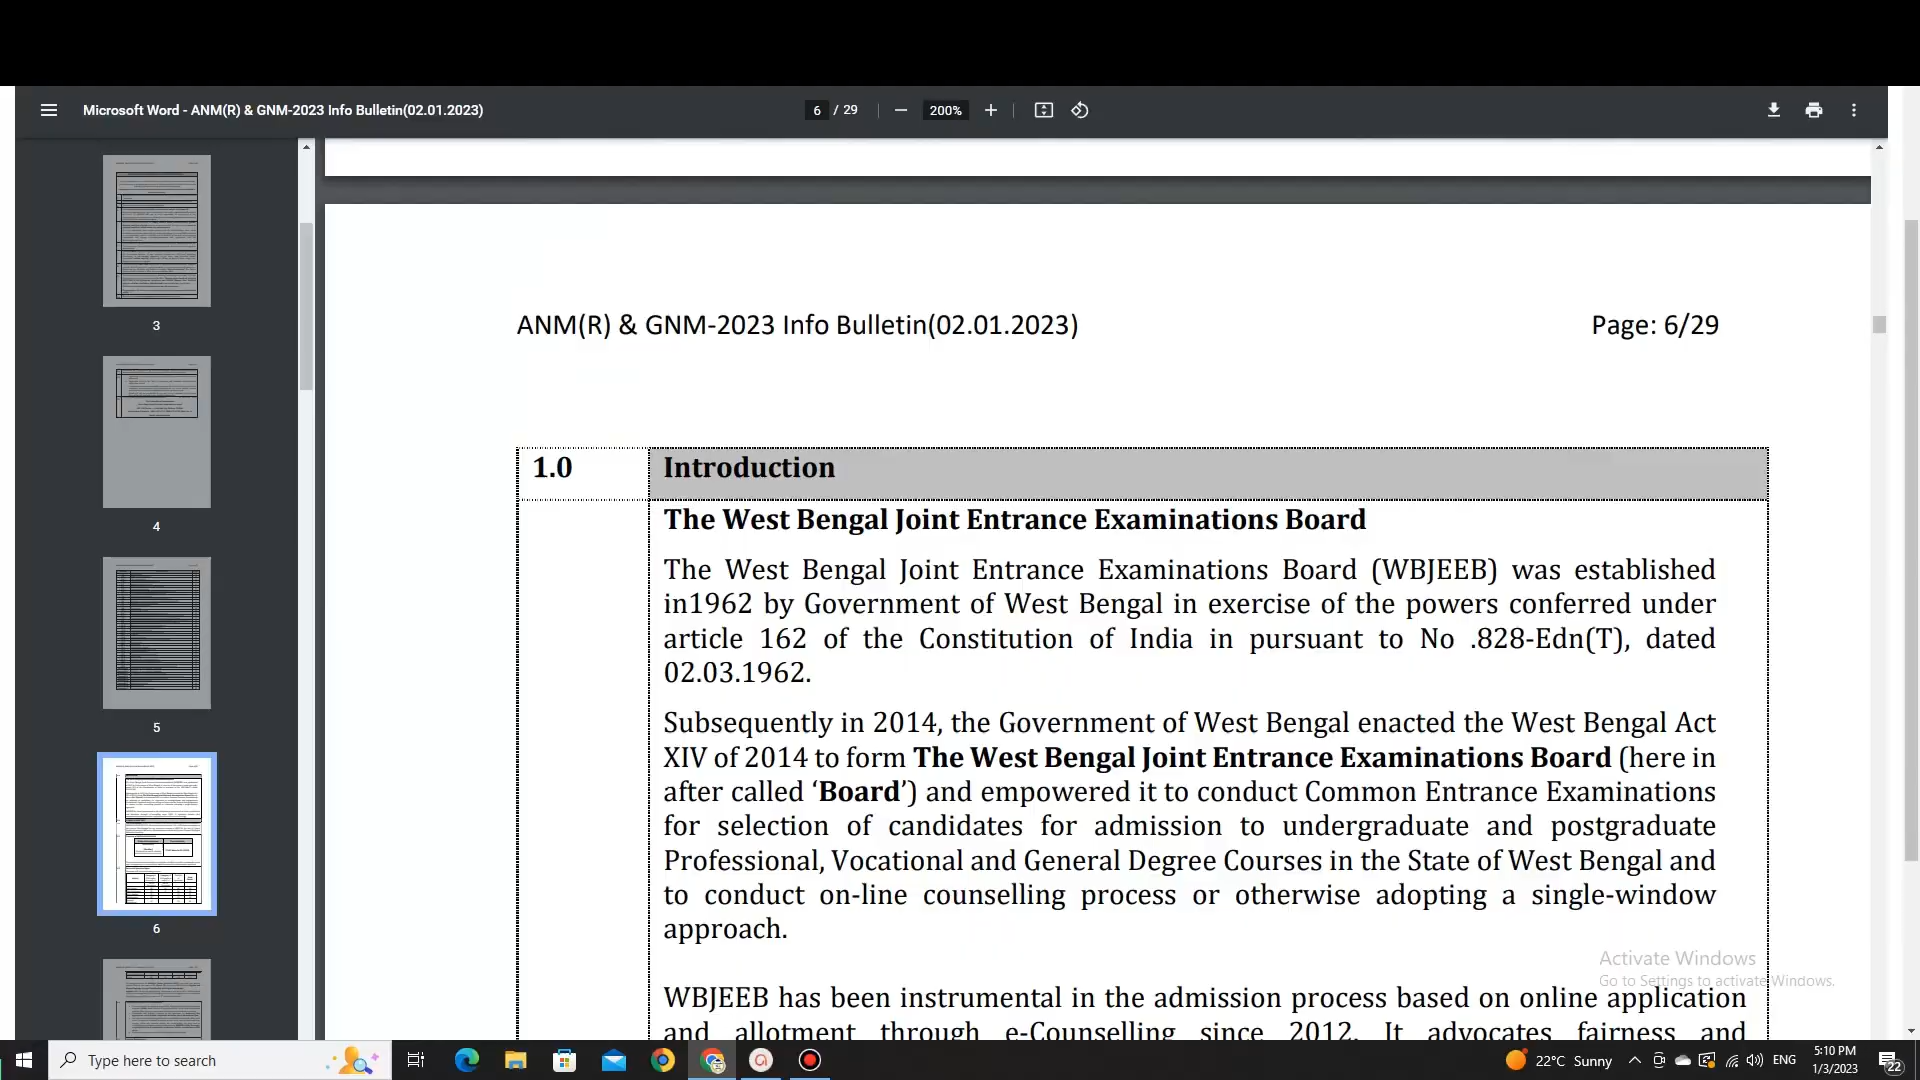 Microsoft Word - ANM(R) & GNM-2023 Info Bulletin(02.01.2023)
6 / 29
200%
3
4
5
6
ANM(R) & GNM-2023 Info Bulletin(02.01.2023)
Page: 6/29
1.0
Introduction
The West Bengal Joint Entrance Examinations Board
The West Bengal Joint Entrance Examinations Board (WBJEEB) was established
in1962 by Government of West Bengal in exercise of the powers conferred under
article 162 of the Constitution of India in pursuant to No .828-Edn(T), dated
02.03.1962.
Subsequently in 2014, the Government of West Bengal enacted the West Bengal Act
XIV of 2014 to form The West Bengal Joint Entrance Examinations Board (here in
after called ‘Board’) and empowered it to conduct Common Entrance Examinations
for selection of candidates for admission to undergraduate and postgraduate
Professional, Vocational and General Degree Courses in the State of West Bengal and
to conduct on-line counselling process or otherwise adopting a single-window
approach.
WBJEEB has been instrumental in the admission process based on online application
and allotment through e-Counselling since 2012. It advocates fairness and
Activate Windows
Go to Settings to activate Windows.
Type here to search
22°C Sunny
ENG
5:10 PM
1/3/2023
22